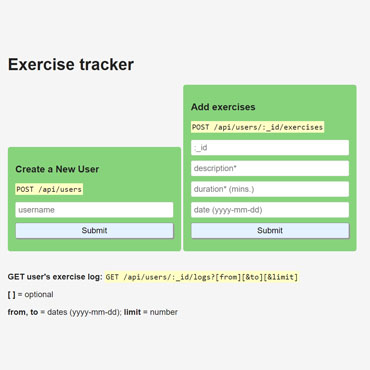 Exercise tracker
Create a New User
POST /api/users
username
Submit
Add exercises
POST /api/users/:_id/exercises
:_id
description*
duration* (mins.)
date (yyyy-mm-dd)
Submit
GET user's exercise log: GET /api/users/:_id/logs?[from][&to][&limit]
[ ] = optional
from, to = dates (yyyy-mm-dd); limit = number